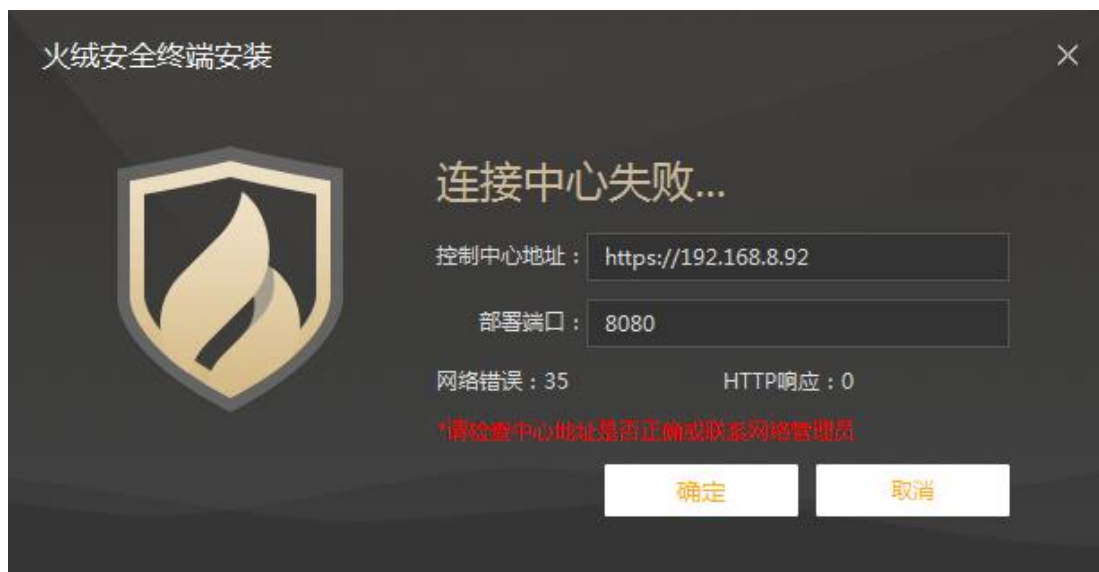 火绒安全终端安装
连接中心失败...
控制中心地址：https://192.168.8.92
部署端口：8080
网络错误：35 HTTP响应：0
*请检查中心地址是否正确或联系网络管理员
确定 取消